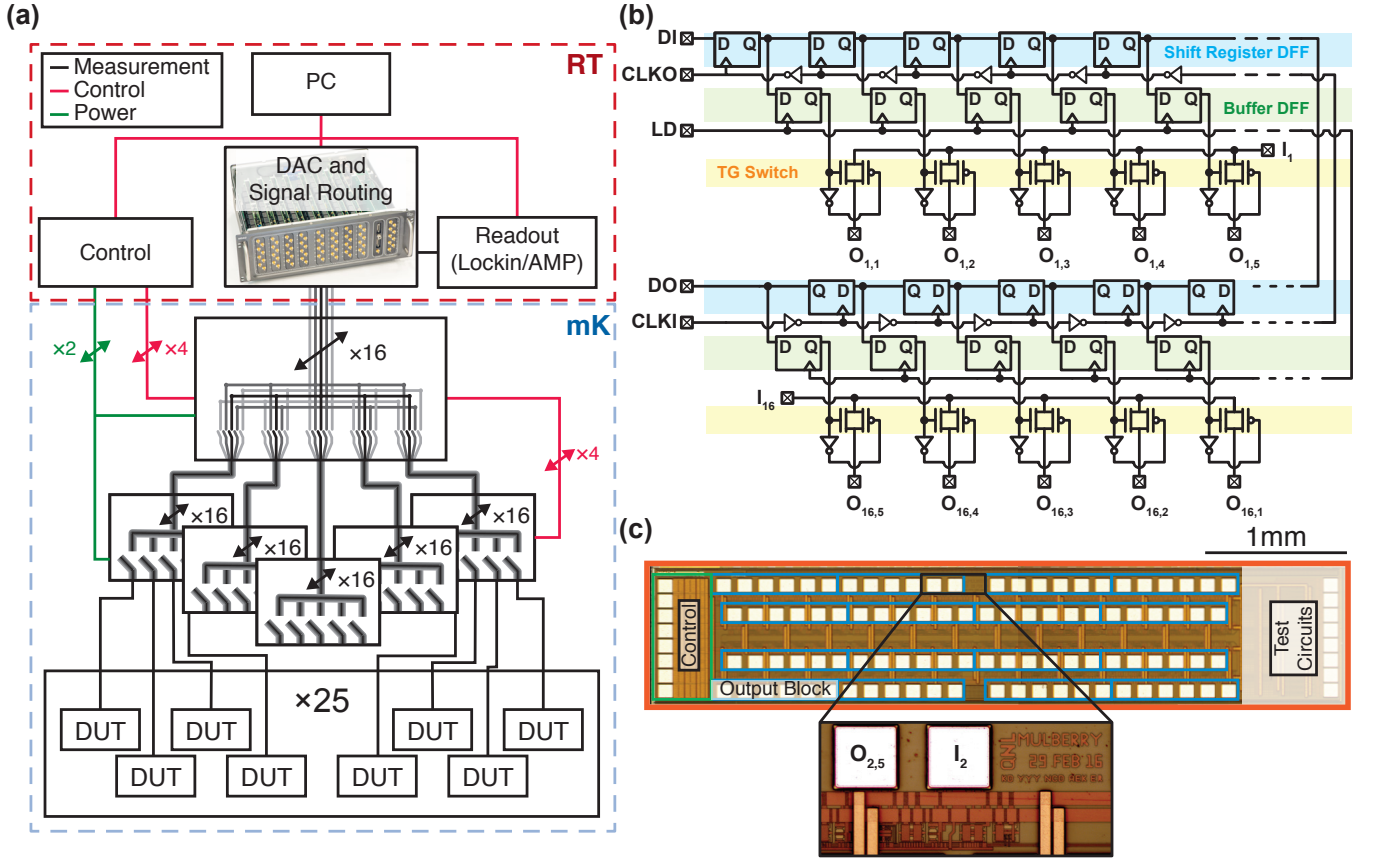 (a)
RT
Measurement
Control
Power
PC
DAC and
Signal Routing
Control
Readout
(Lockin/AMP)
mK
×2
×4
×16
×4
×16
×16
×16
×16
×16
×25
DUT
DUT
DUT
DUT
DUT
DUT
DUT
DUT
(b)
DI
D Q
D Q
D Q
D Q
D Q
Shift Register DFF
CLKO
D Q
D Q
D Q
D Q
D Q
Buffer DFF
LD
I1
TG Switch
O1,1
O1,2
O1,3
O1,4
O1,5
DO
Q D
Q D
Q D
Q D
Q D
CLKI
D Q
D Q
D Q
D Q
D Q
I16
O16,5
O16,4
O16,3
O16,2
O16,1
(c)
1mm
Control
Output Block
Test
Circuits
O2,5
I2
QNL
MULBERRY
29 FEB 16